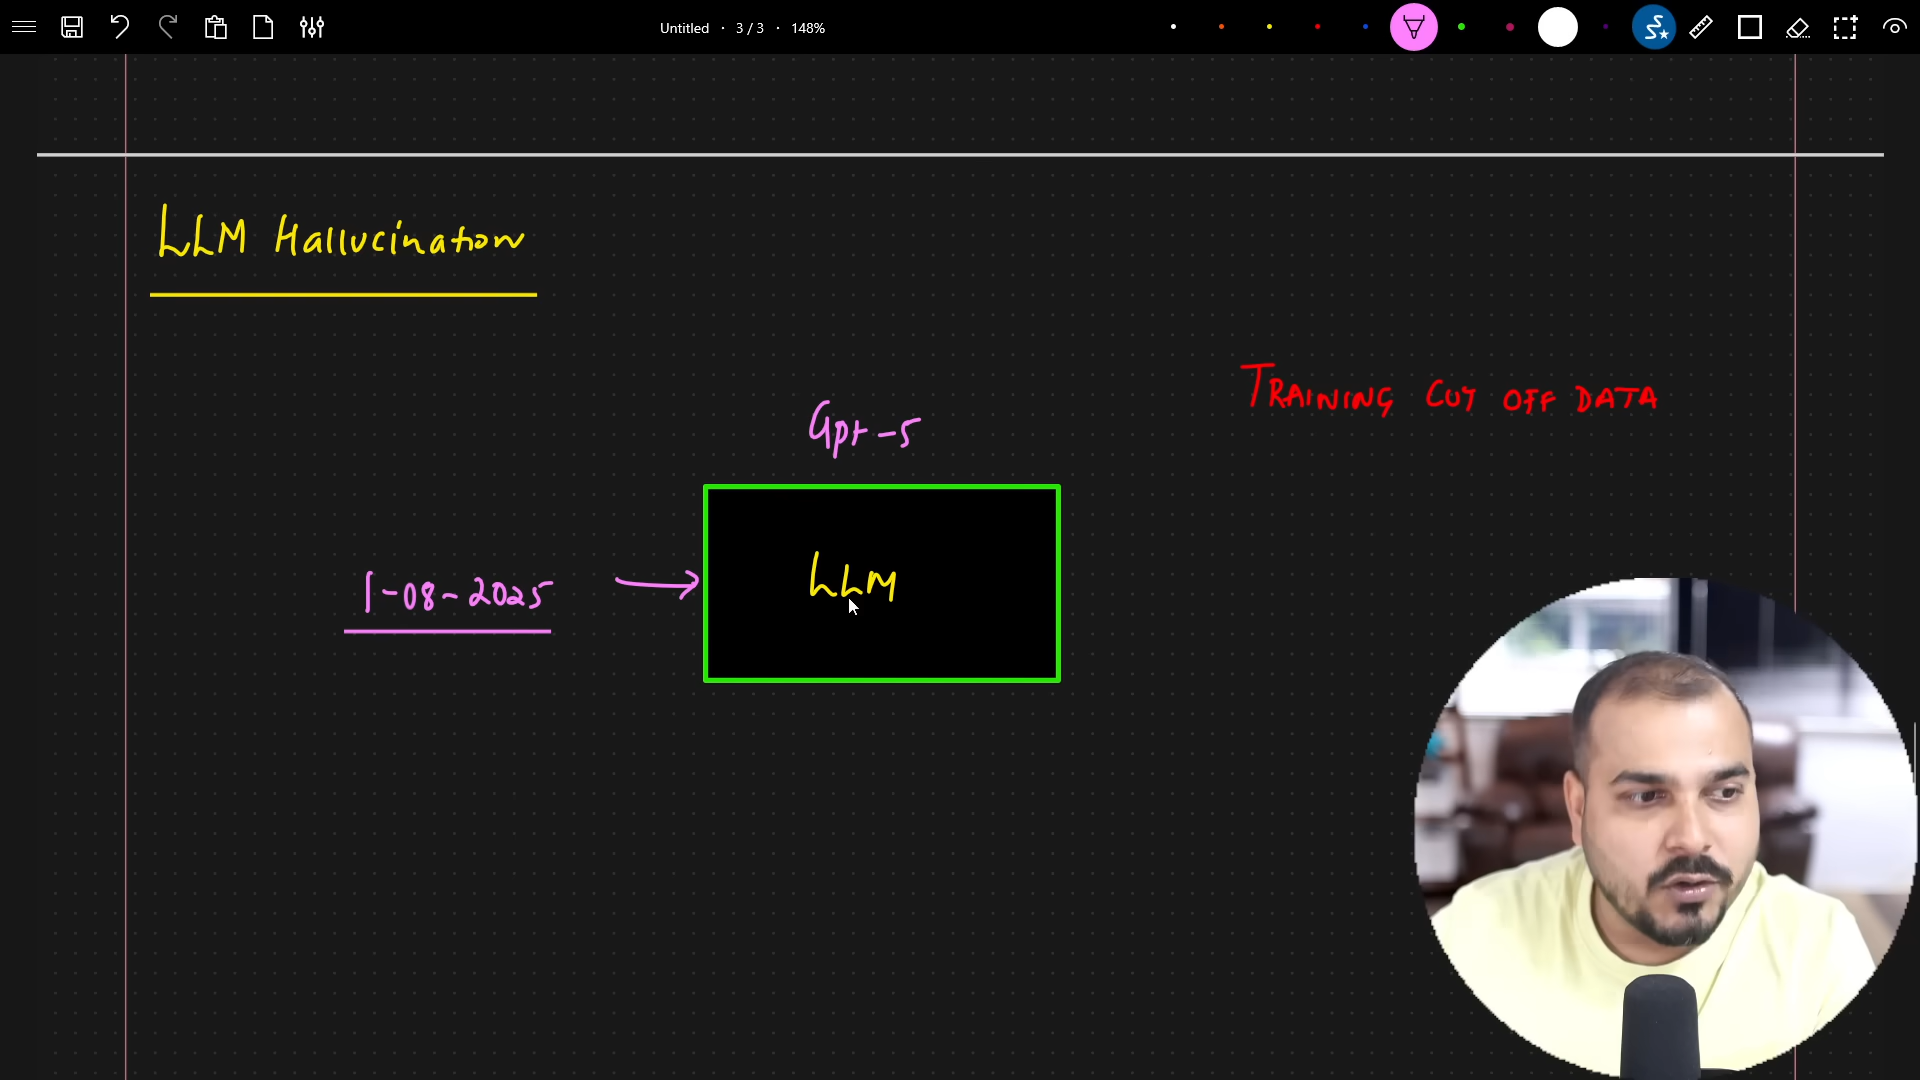 Untitled · 3 / 3 · 148%
LLM Hallucination
TRAINING CUT OFF DATA
Gpt-5
1-08-2025
LLM